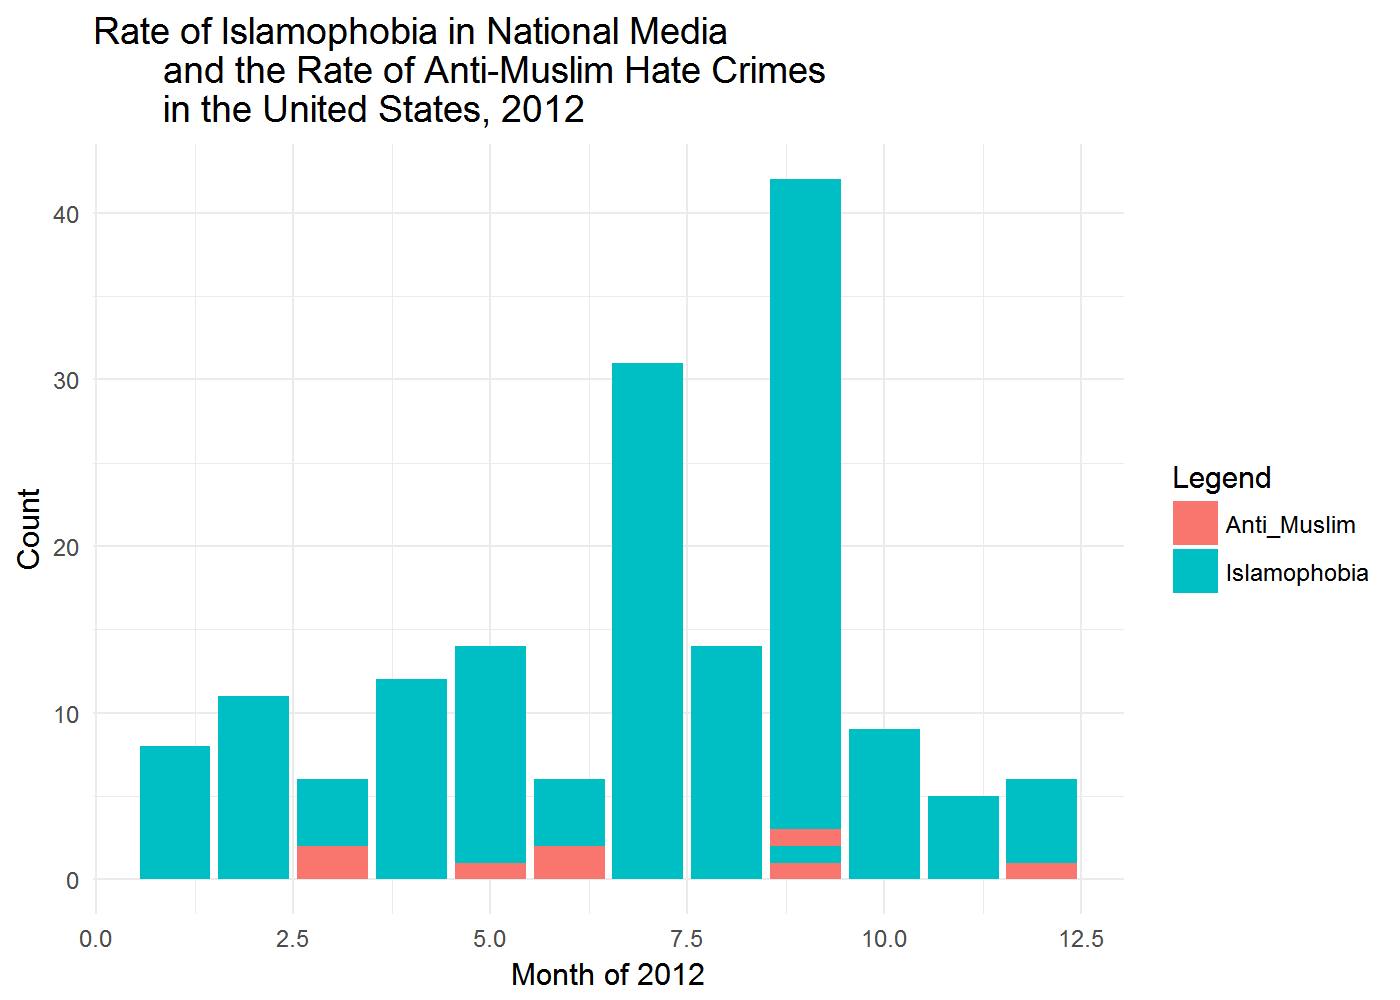 Rate of Islamophobia in National Media
and the Rate of Anti-Muslim Hate Crimes
in the United States, 2012
Count
40
30
20
10
0
0.0 2.5 5.0 7.5 10.0 12.5
Month of 2012
Legend
Anti_Muslim
Islamophobia